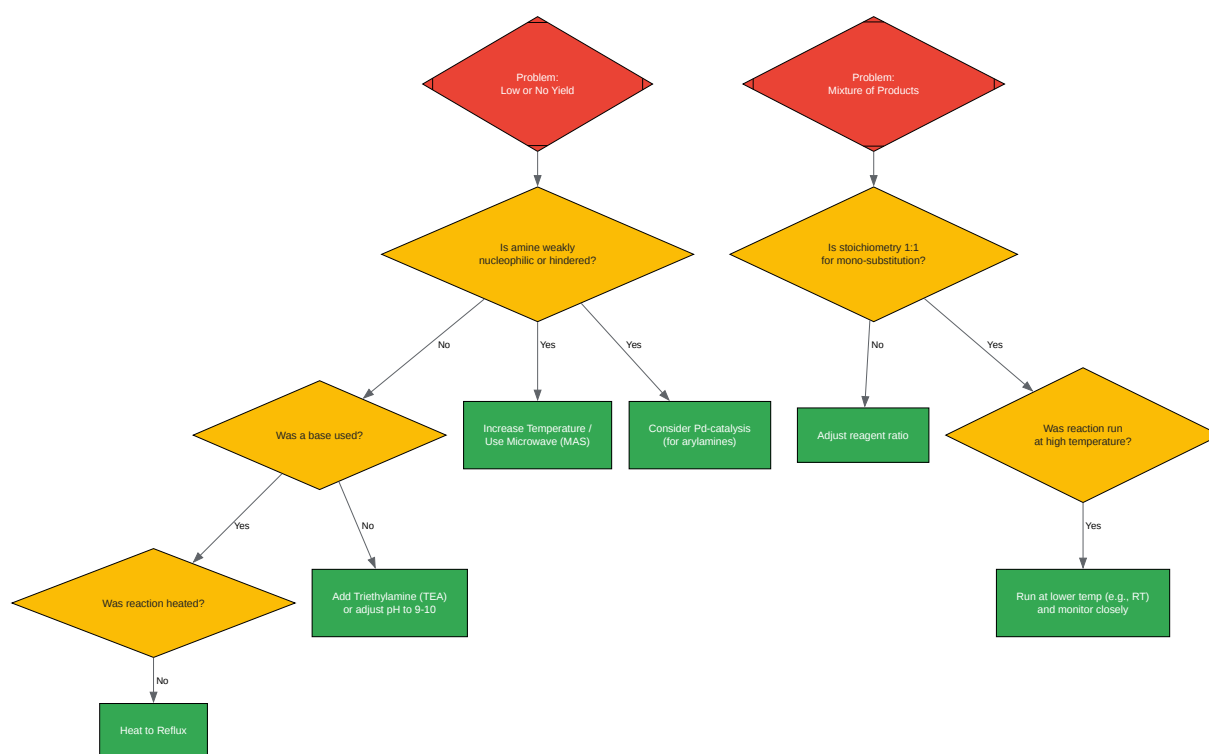 Problem:
Low or No Yield
Problem:
Mixture of Products
Is amine weakly
nucleophilic or hindered?
Is stoichiometry 1:1
for mono-substitution?
No
Yes
Yes
No
Yes
Was a base used?
Increase Temperature /
Use Microwave (MAS)
Consider Pd-catalysis
(for arylamines)
Adjust reagent ratio
Was reaction run
at high temperature?
Yes
No
Yes
Was reaction heated?
Add Triethylamine (TEA)
or adjust pH to 9-10
Run at lower temp (e.g., RT)
and monitor closely
No
Heat to Reflux